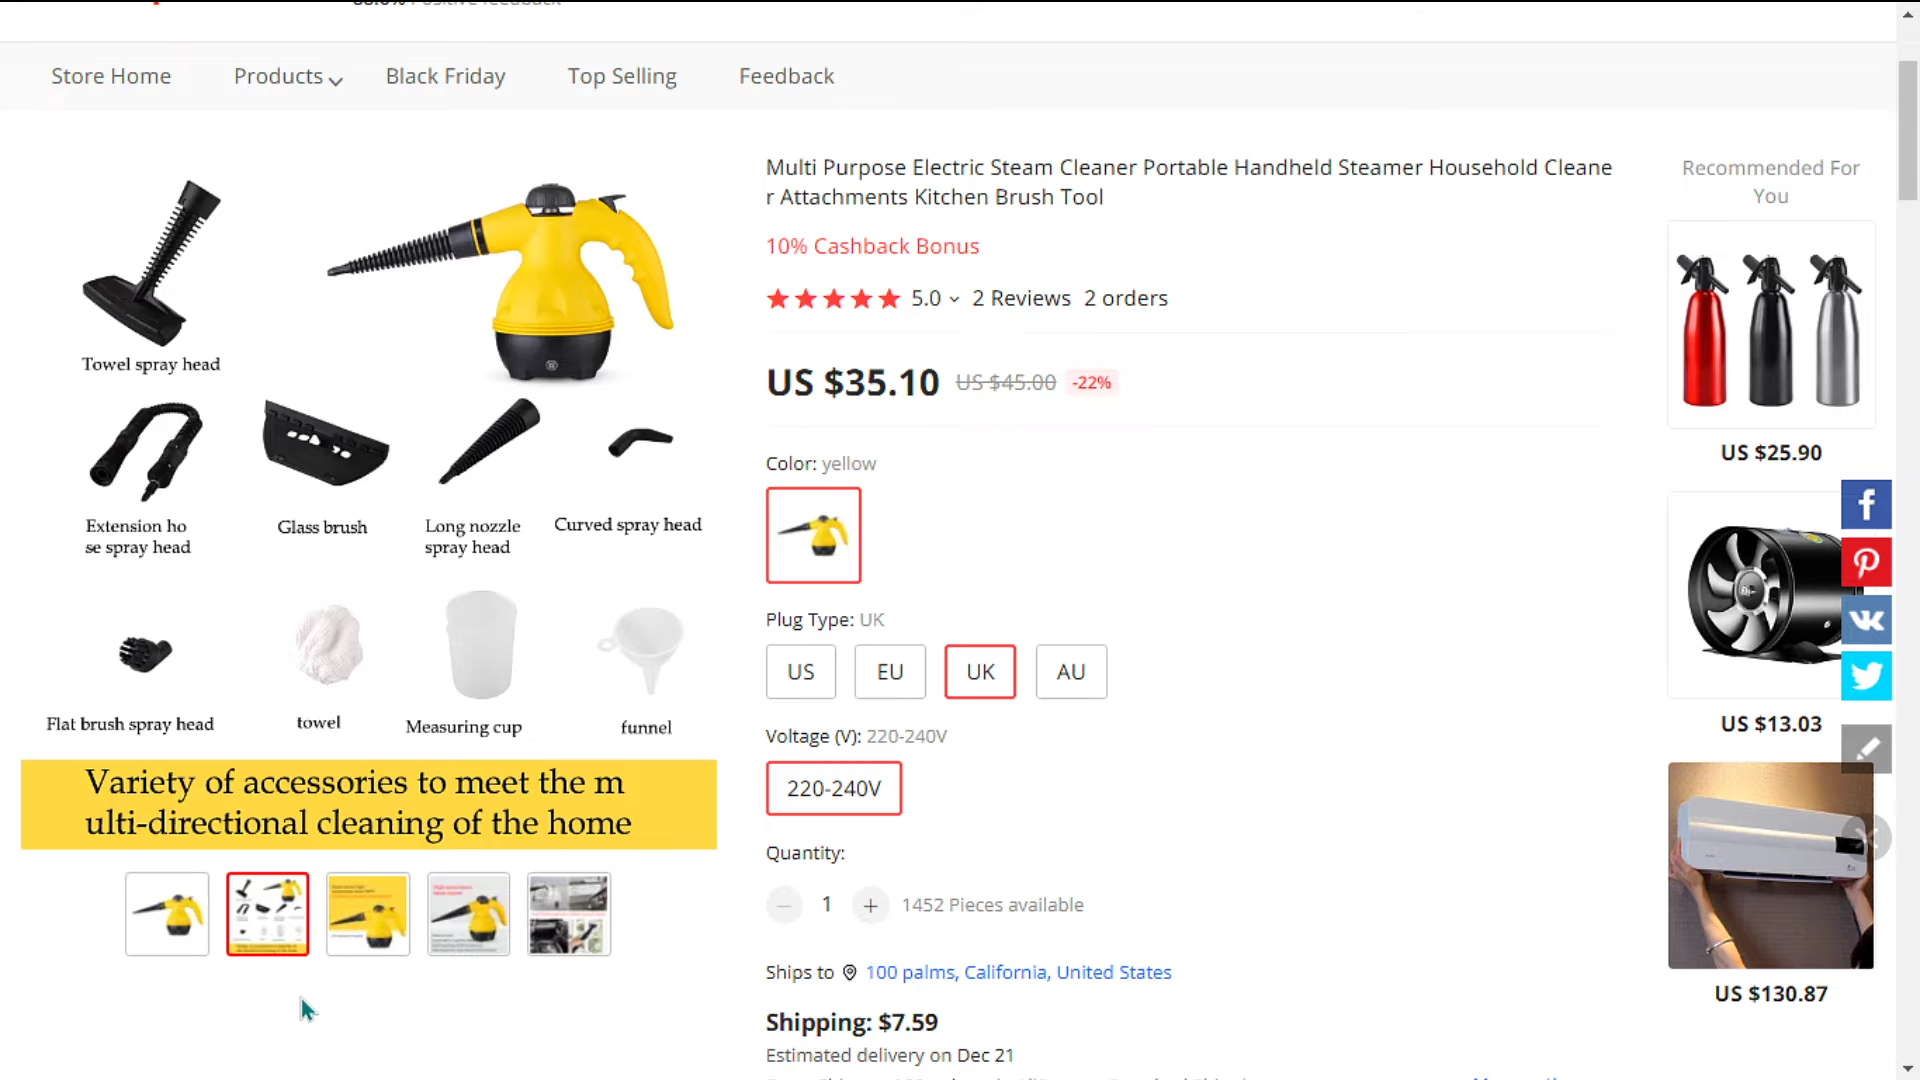 Store Home Products Black Friday Top Selling Feedback
Multi Purpose Electric Steam Cleaner Portable Handheld Steamer Household Cleane
r Attachments Kitchen Brush Tool
10% Cashback Bonus
5.0 2 Reviews 2 orders
US $35.10 US $45.00 -22%
Color: yellow
Plug Type: UK
US EU UK AU
Voltage (V): 220-240V
220-240V
Quantity:
1 + 1452 Pieces available
Ships to 100 palms, California, United States
Shipping: $7.59
Estimated delivery on Dec 21
Towel spray head
Extension ho
se spray head
Glass brush
Long nozzle
spray head
Curved spray head
Flat brush spray head
towel
Measuring cup
funnel
Variety of accessories to meet the m
ulti-directional cleaning of the home
Recommended For
You
US $25.90
US $13.03
US $130.87